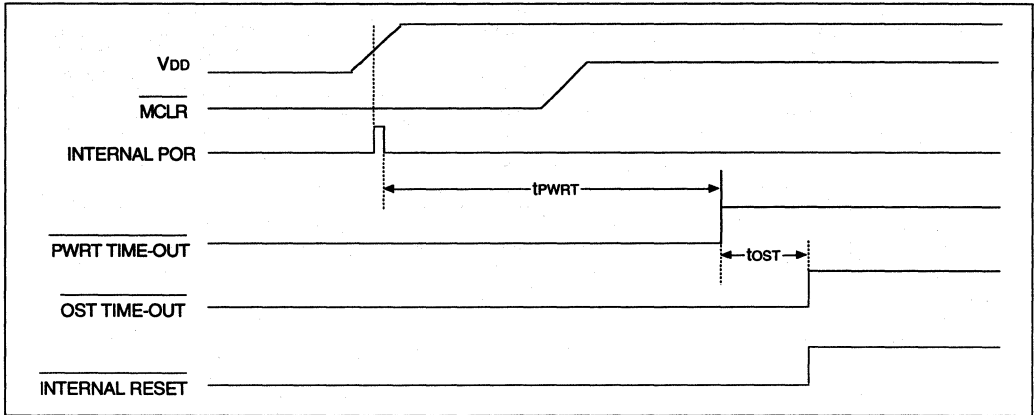 VDD
MCLR
INTERNAL POR
tPWRT
PWRT TIME-OUT
tOST
OST TIME-OUT
INTERNAL RESET